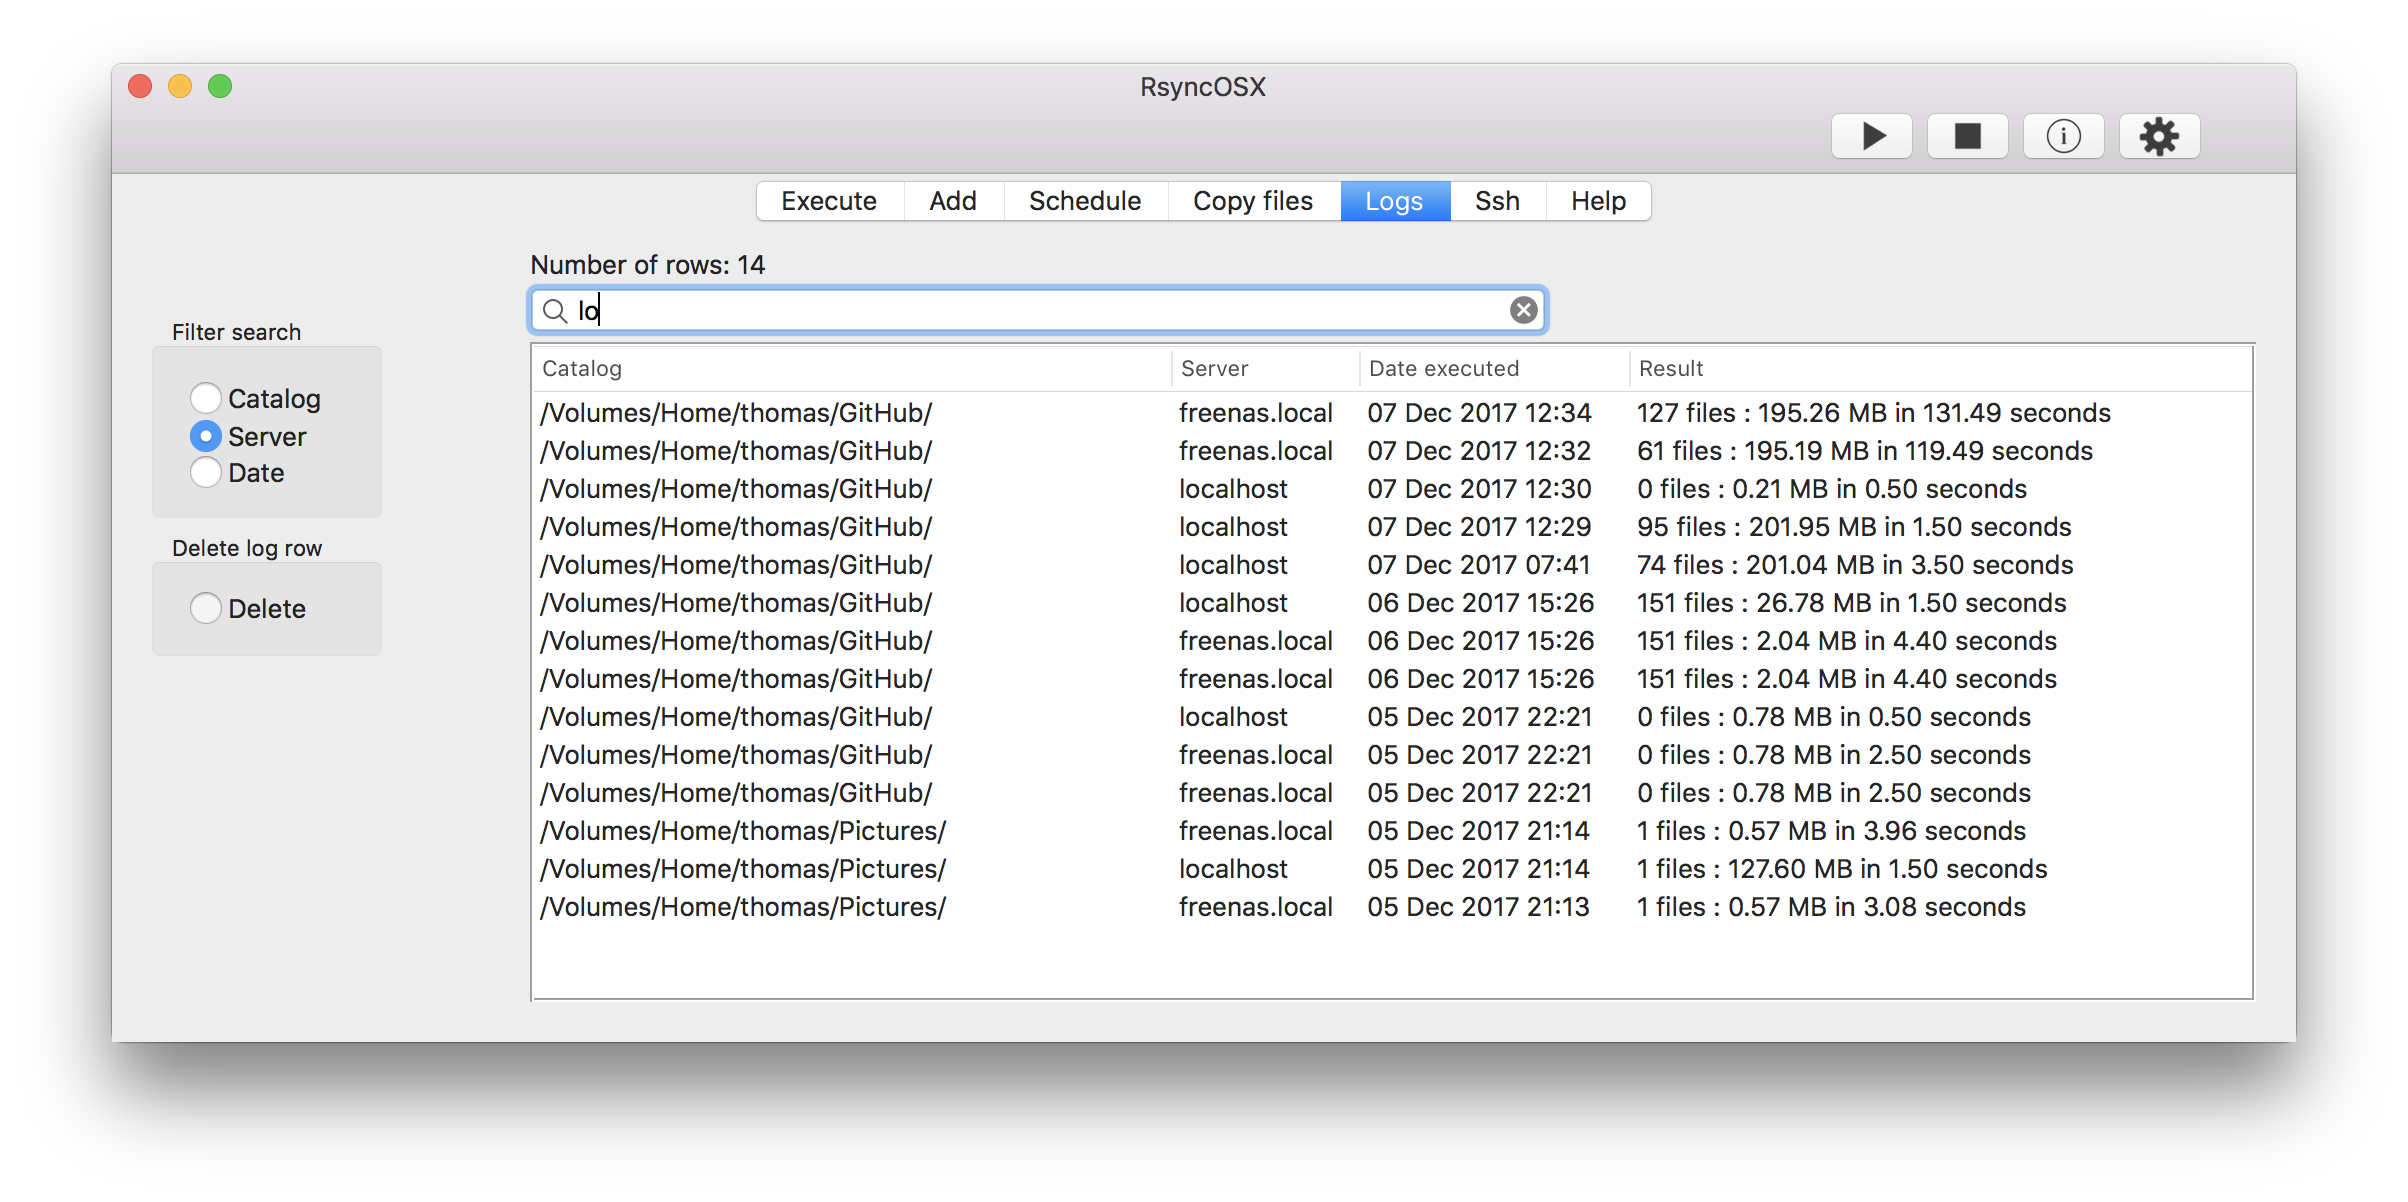 RsyncOSX
Execute Add Schedule Copy files Logs Ssh Help
Number of rows: 14
lo
Filter search
Catalog
Server
Date
Delete log row
Delete
Catalog Server Date executed Result
/Volumes/Home/thomas/GitHub/ freenas.local 07 Dec 2017 12:34 127 files : 195.26 MB in 131.49 seconds
/Volumes/Home/thomas/GitHub/ freenas.local 07 Dec 2017 12:32 61 files : 195.19 MB in 119.49 seconds
/Volumes/Home/thomas/GitHub/ localhost 07 Dec 2017 12:30 0 files : 0.21 MB in 0.50 seconds
/Volumes/Home/thomas/GitHub/ localhost 07 Dec 2017 12:29 95 files : 201.95 MB in 1.50 seconds
/Volumes/Home/thomas/GitHub/ localhost 07 Dec 2017 07:41 74 files : 201.04 MB in 3.50 seconds
/Volumes/Home/thomas/GitHub/ localhost 06 Dec 2017 15:26 151 files : 26.78 MB in 1.50 seconds
/Volumes/Home/thomas/GitHub/ freenas.local 06 Dec 2017 15:26 151 files : 2.04 MB in 4.40 seconds
/Volumes/Home/thomas/GitHub/ freenas.local 06 Dec 2017 15:26 151 files : 2.04 MB in 4.40 seconds
/Volumes/Home/thomas/GitHub/ localhost 05 Dec 2017 22:21 0 files : 0.78 MB in 0.50 seconds
/Volumes/Home/thomas/GitHub/ freenas.local 05 Dec 2017 22:21 0 files : 0.78 MB in 2.50 seconds
/Volumes/Home/thomas/GitHub/ freenas.local 05 Dec 2017 22:21 0 files : 0.78 MB in 2.50 seconds
/Volumes/Home/thomas/Pictures/ freenas.local 05 Dec 2017 21:14 1 files : 0.57 MB in 3.96 seconds
/Volumes/Home/thomas/Pictures/ localhost 05 Dec 2017 21:14 1 files : 127.60 MB in 1.50 seconds
/Volumes/Home/thomas/Pictures/ freenas.local 05 Dec 2017 21:13 1 files : 0.57 MB in 3.08 seconds